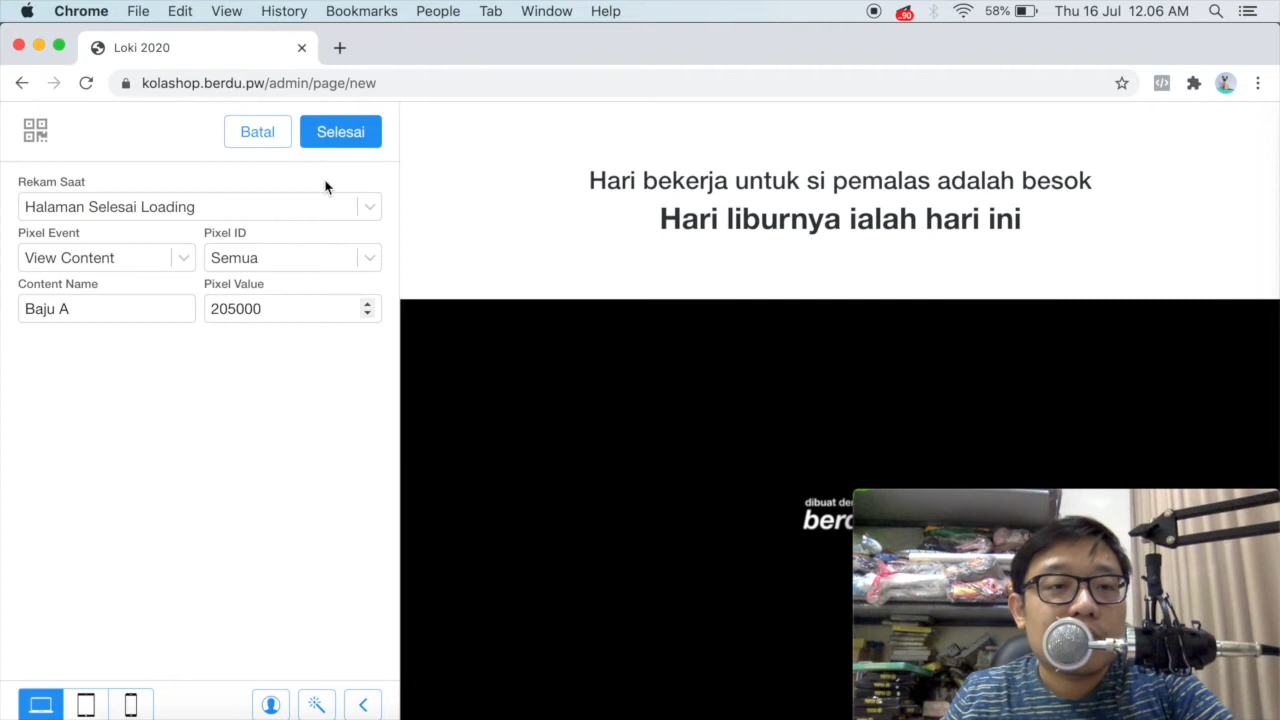 Chrome File Edit View History Bookmarks People Tab Window Help 90 58% Thu 16 Jul 12.06 AM
Loki 2020
kolashop.berdu.pw/admin/page/new
Batal Selesai
Rekam Saat
Halaman Selesai Loading
Pixel Event Pixel ID
View Content Semua
Content Name Pixel Value
Baju A 205000
Hari bekerja untuk si pemalas adalah besok
Hari liburnya ialah hari ini
dibuat